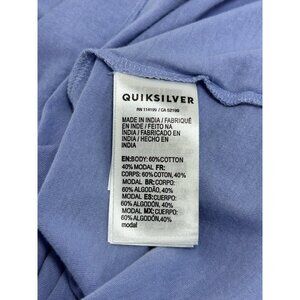 QUIKSILVER
RN 114199 / CA 52199
MADE IN INDIA / FABRIQUÉ
EN INDE / FEITO NA
INDIA / FABRICADO EN
INDIA / HECHO EN
INDIA
EN:BODY: 60%COTTON
40% MODAL FR:
CORPS: 60% COTON, 40%
MODAL BR: CORPO:
60% ALGODÃO, 40%
MODAL ES: CUERPO:
60% ALGODÓN, 40%
MODAL MX: CUERPO:
60% ALGODÓN, 40%
modal